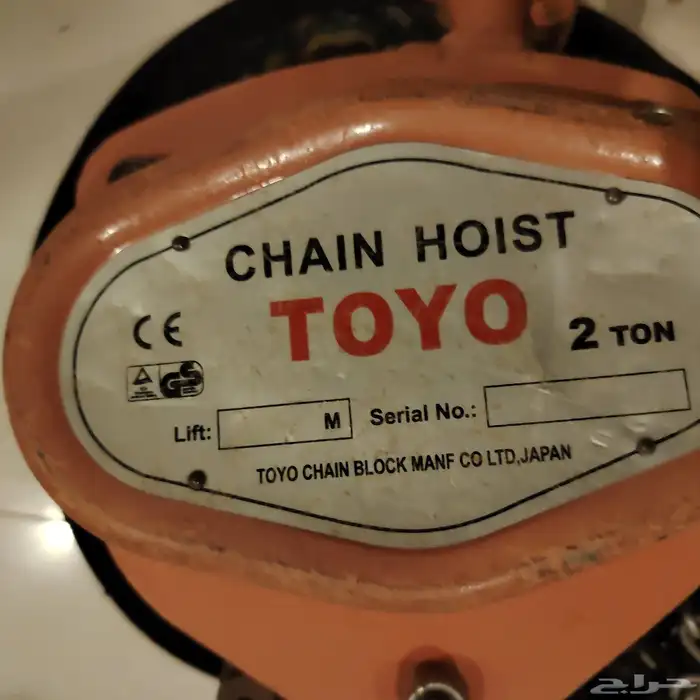 CHAIN HOIST
TOYO
2 TON
CE
GS
Lift: M
Serial No.:
TOYO CHAIN BLOCK MANF CO LTD,JAPAN
حراج